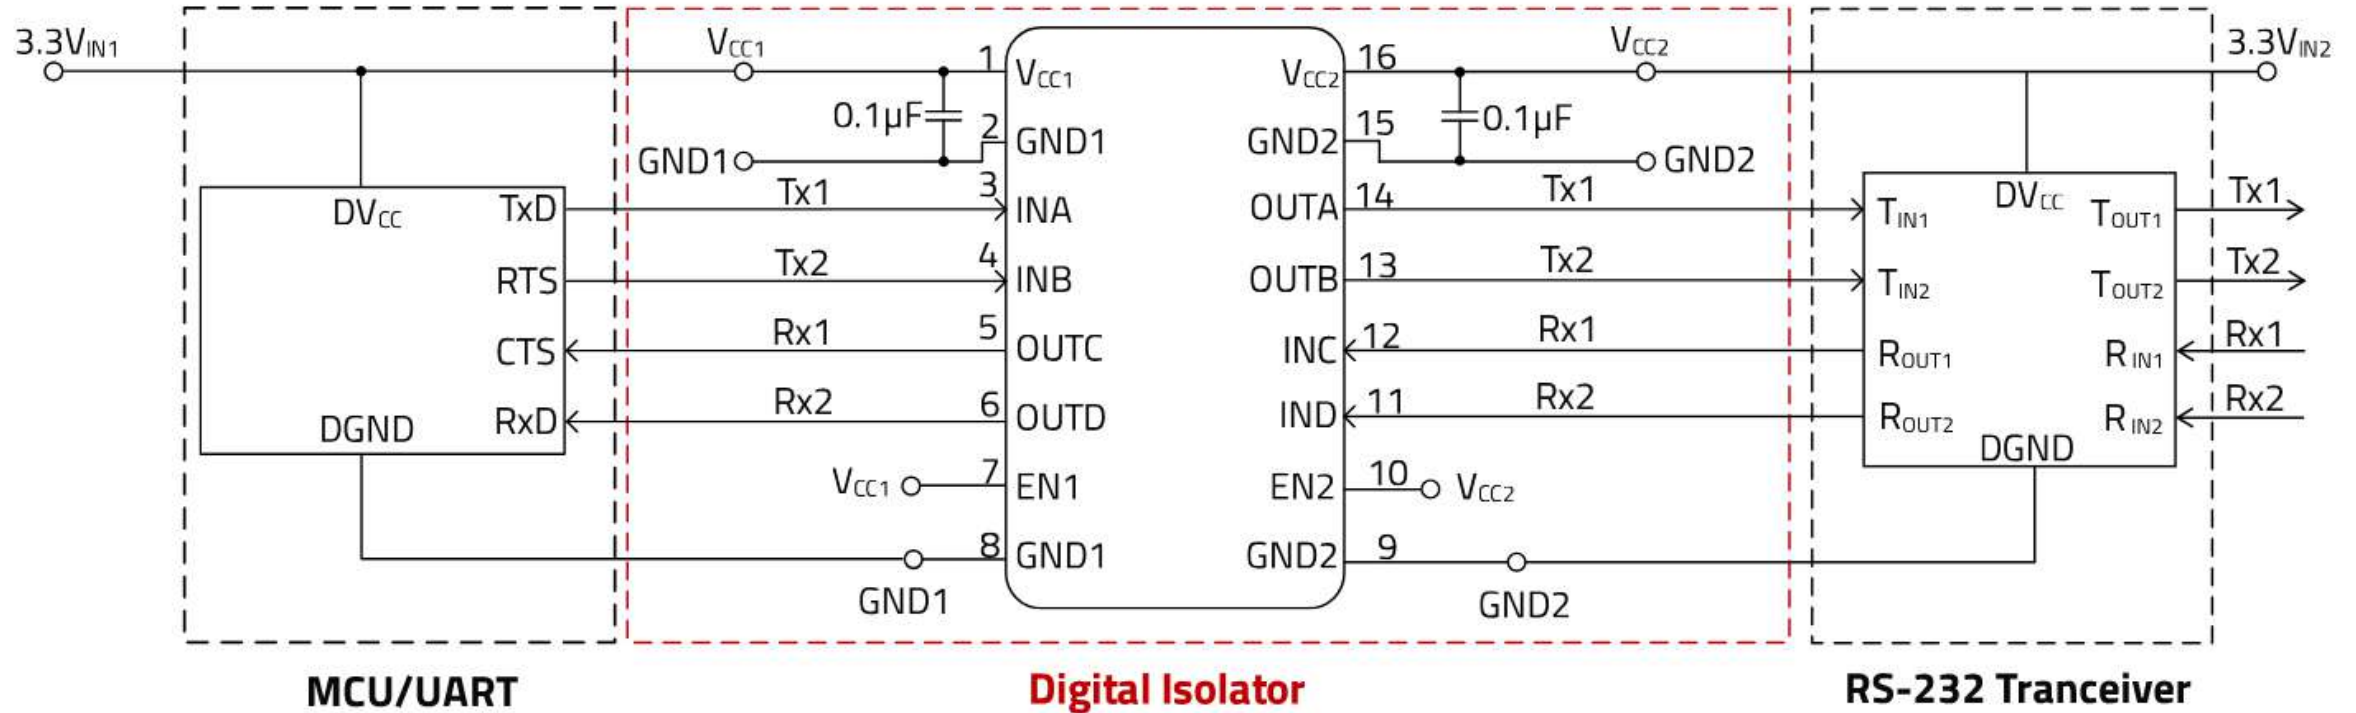 3.3VIN1
VCC1
VCC2
3.3VIN2
1
VCC1
VCC2
16
0.1µF
0.1µF
2
GND1
GND2
15
GND1
GND2
DVCC
TxD
Tx1
3
INA
OUTA
14
Tx1
TIN1
DVCC
TOUT1
Tx1
RTS
Tx2
4
INB
OUTB
13
Tx2
TIN2
TOUT2
Tx2
CTS
Rx1
5
OUTC
INC
12
Rx1
ROUT1
RIN1
Rx1
DGND
RxD
Rx2
6
OUTD
IND
11
Rx2
ROUT2
RIN2
Rx2
DGND
VCC1
7
EN1
EN2
10
VCC2
8
GND1
GND2
9
GND1
GND2
MCU/UART
Digital Isolator
RS-232 Tranceiver